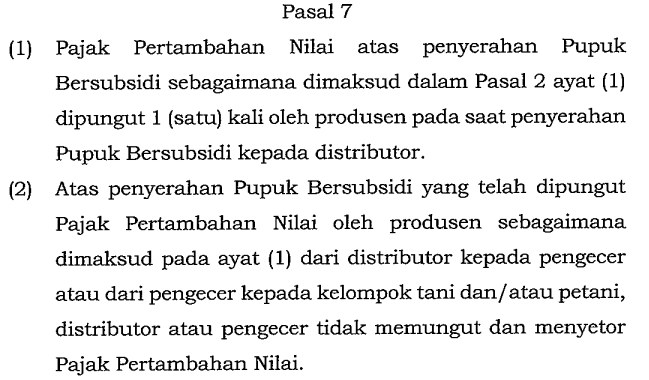 Pasal 7
(1) Pajak Pertambahan Nilai atas penyerahan Pupuk
Bersubsidi sebagaimana dimaksud dalam Pasal 2 ayat (1)
dipungut 1 (satu) kali oleh produsen pada saat penyerahan
Pupuk Bersubsidi kepada distributor.
(2) Atas penyerahan Pupuk Bersubsidi yang telah dipungut
Pajak Pertambahan Nilai oleh produsen sebagaimana
dimaksud pada ayat (1) dari distributor kepada pengecer
atau dari pengecer kepada kelompok tani dan/atau petani,
distributor atau pengecer tidak memungut dan menyetor
Pajak Pertambahan Nilai.